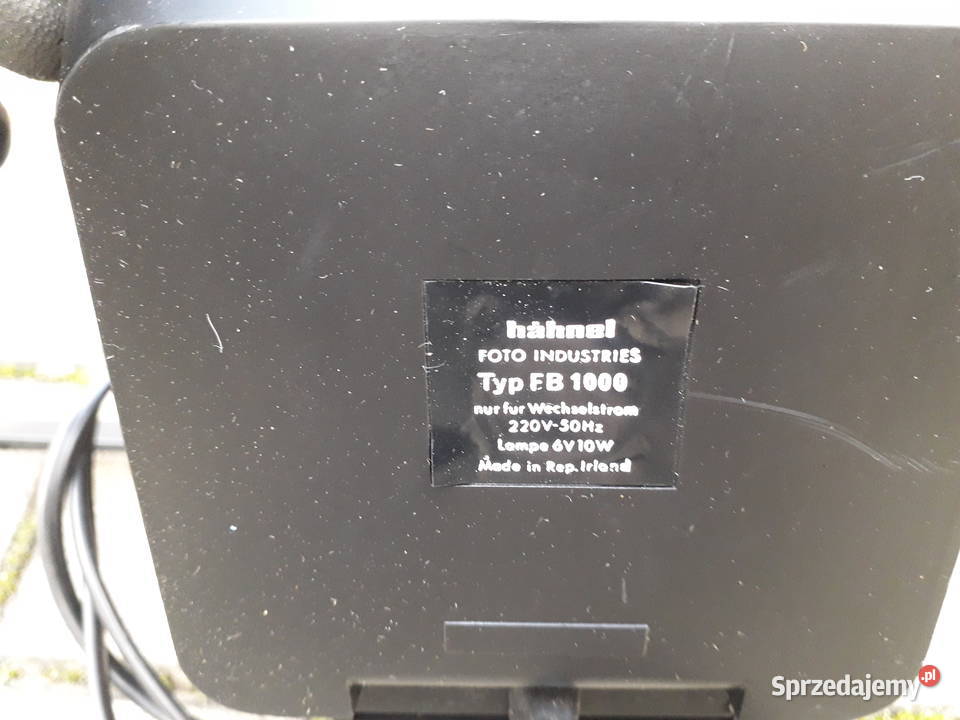 hähnel
FOTO INDUSTRIES
Typ FB 1000
nur für Wechselstrom
220V-50Hz
Lampe 6V 10W
Made in Rep. Irland
Sprzedajemy.pl